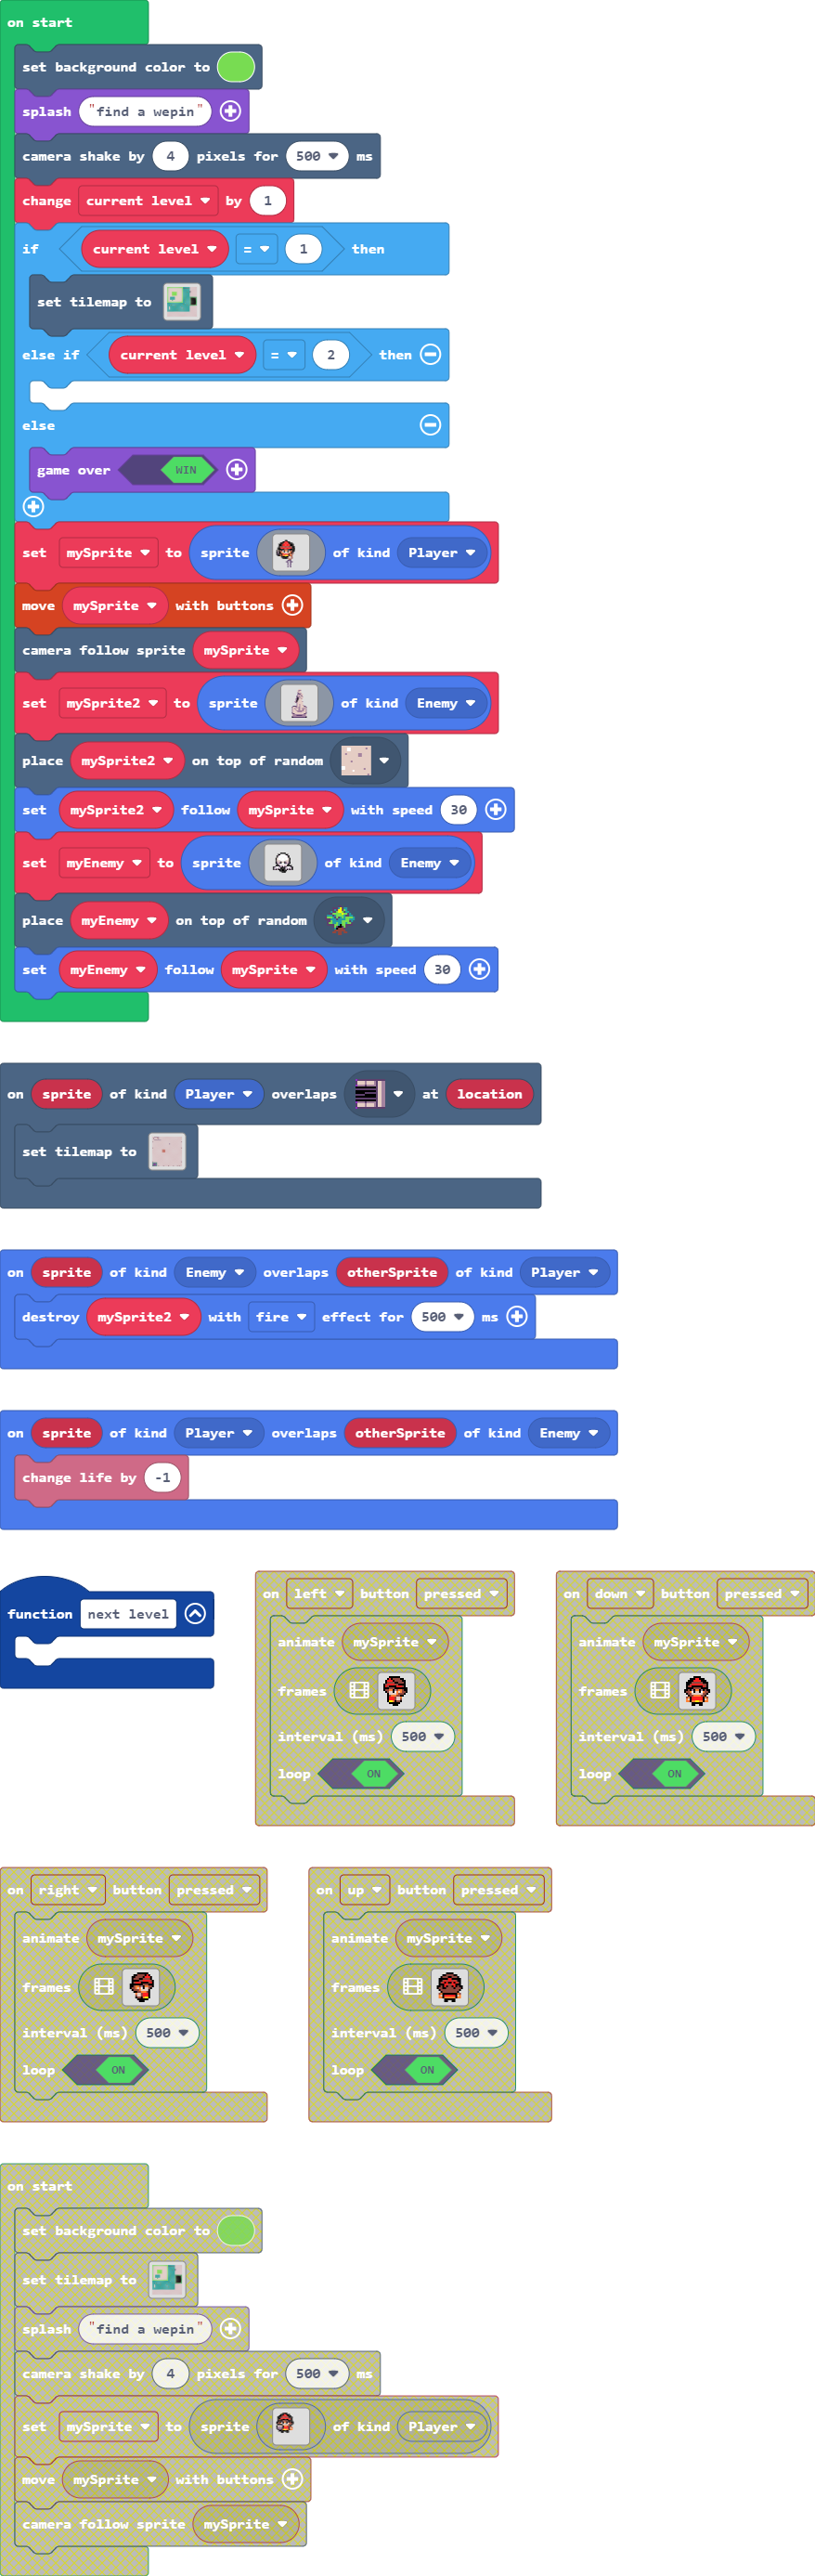 on start
set background color to
splash "find a wepin"
camera shake by 4 pixels for 500 ms
change current level by 1
if current level = 1 then
set tilemap to
else if current level = 2 then
else
game over WIN
set mySprite to sprite of kind Player
move mySprite with buttons
camera follow sprite mySprite
set mySprite2 to sprite of kind Enemy
place mySprite2 on top of random
set mySprite2 follow mySprite with speed 30
set myEnemy to sprite of kind Enemy
place myEnemy on top of random
set myEnemy follow mySprite with speed 30
on sprite of kind Player overlaps at location
set tilemap to
on sprite of kind Enemy overlaps otherSprite of kind Player
destroy mySprite2 with fire effect for 500 ms
on sprite of kind Player overlaps otherSprite of kind Enemy
change life by -1
function next level
on left button pressed
animate mySprite
frames
interval (ms) 500
loop ON
on down button pressed
animate mySprite
frames
interval (ms) 500
loop ON
on right button pressed
animate mySprite
frames
interval (ms) 500
loop ON
on up button pressed
animate mySprite
frames
interval (ms) 500
loop ON
on start
set background color to
set tilemap to
splash "find a wepin"
camera shake by 4 pixels for 500 ms
set mySprite to sprite of kind Player
move mySprite with buttons
camera follow sprite mySprite